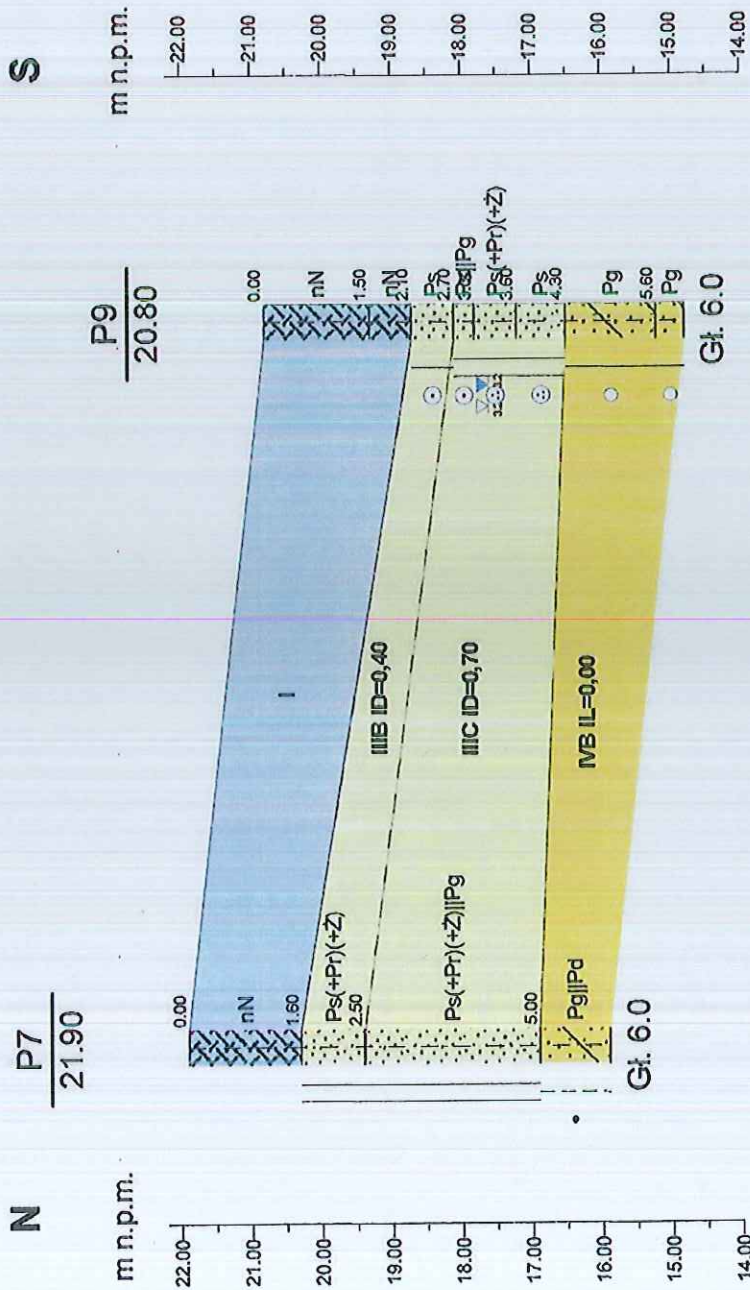 N
S
m n.p.m.
m n.p.m.
P7
21.90
P9
20.80
22.00
21.00
20.00
19.00
18.00
17.00
16.00
15.00
14.00
0.00
nN
1.60
Ps(+Pr)(+Ż)
2.50
Ps(+Pr)(+Ż)||Pg
5.00
Pg||Pd
Gł. 6.0
I
IIIB ID=0,40
IIIC ID=0,70
IVB IL=0,00
0.00
nN
1.50
nN
2.10
Ps
2.70
Ps||Pg
Ps(+Pr)(+Ż)
3.60
Ps
4.30
Pg
5.60
Pg
Gł. 6.0
22.00
21.00
20.00
19.00
18.00
17.00
16.00
15.00
14.00